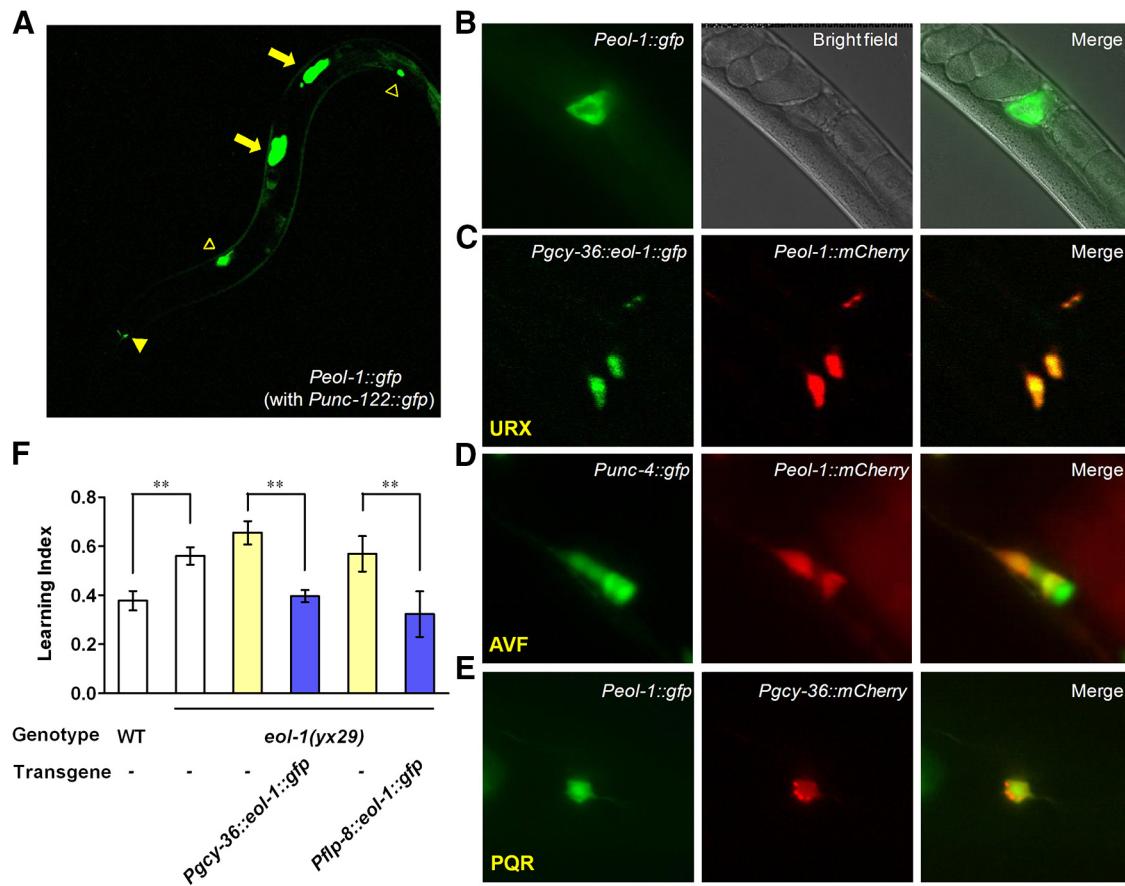 A
Peol-1::gfp
(with Punc-122::gfp)
B
Peol-1::gfp
Bright field
Merge
C
Pgcy-36::eol-1::gfp
Peol-1::mCherry
Merge
URX
D
Punc-4::gfp
Peol-1::mCherry
Merge
AVF
E
Peol-1::gfp
Pgcy-36::mCherry
Merge
PQR
F
Learning Index
0.8
0.6
0.4
0.2
0.0
** ** **
Genotype WT eol-1(yx29)
Transgene - - - Pgcy-36::eol-1::gfp - Pflp-8::eol-1::gfp